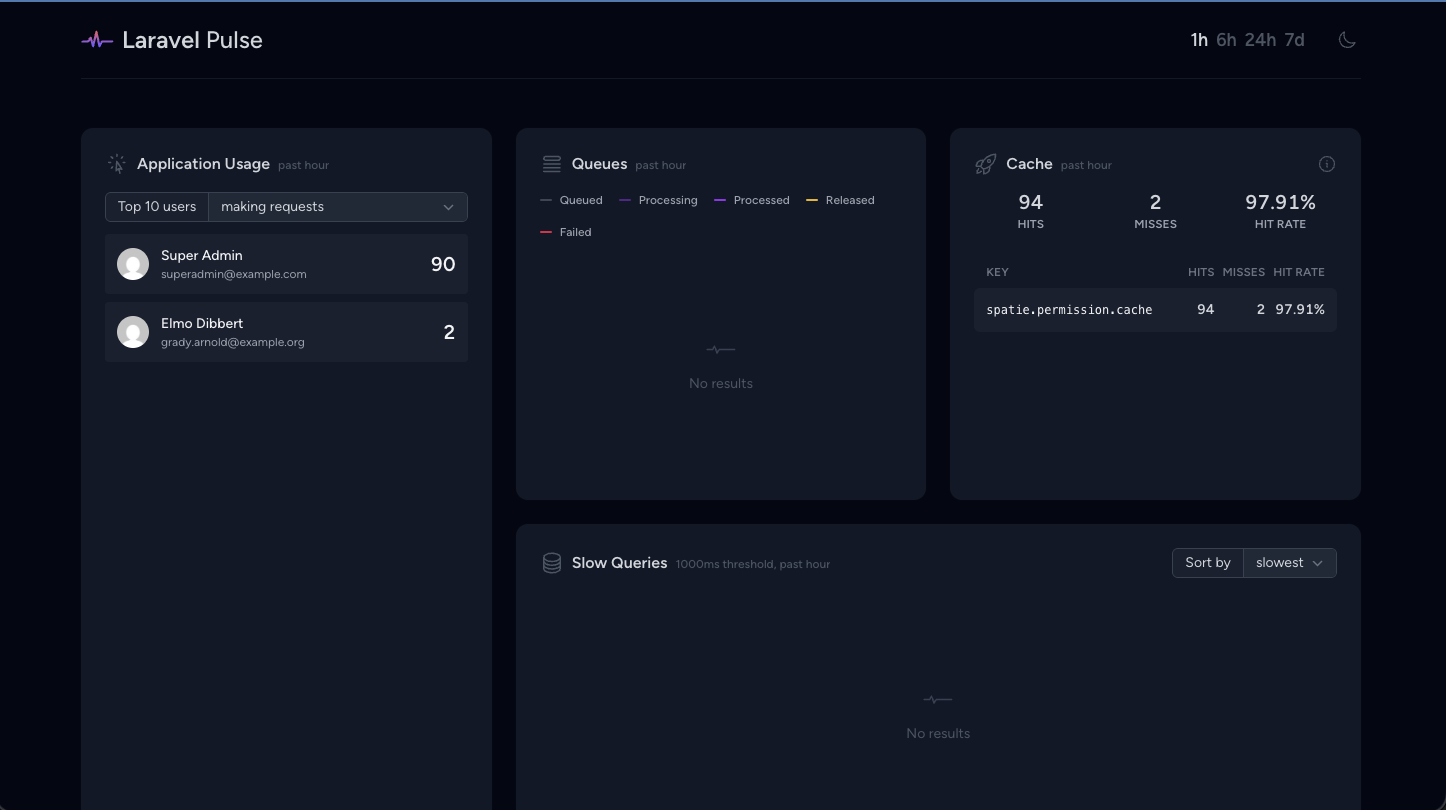 Laravel Pulse
1h 6h 24h 7d
Application Usage past hour
Top 10 users making requests
Super Admin
superadmin@example.com
90
Elmo Dibbert
grady.arnold@example.org
2
Queues past hour
Queued Processing Processed Released
Failed
No results
Cache past hour
94 2 97.91%
HITS MISSES HIT RATE
KEY HITS MISSES HIT RATE
spatie.permission.cache 94 2 97.91%
Slow Queries 1000ms threshold, past hour
Sort by slowest
No results